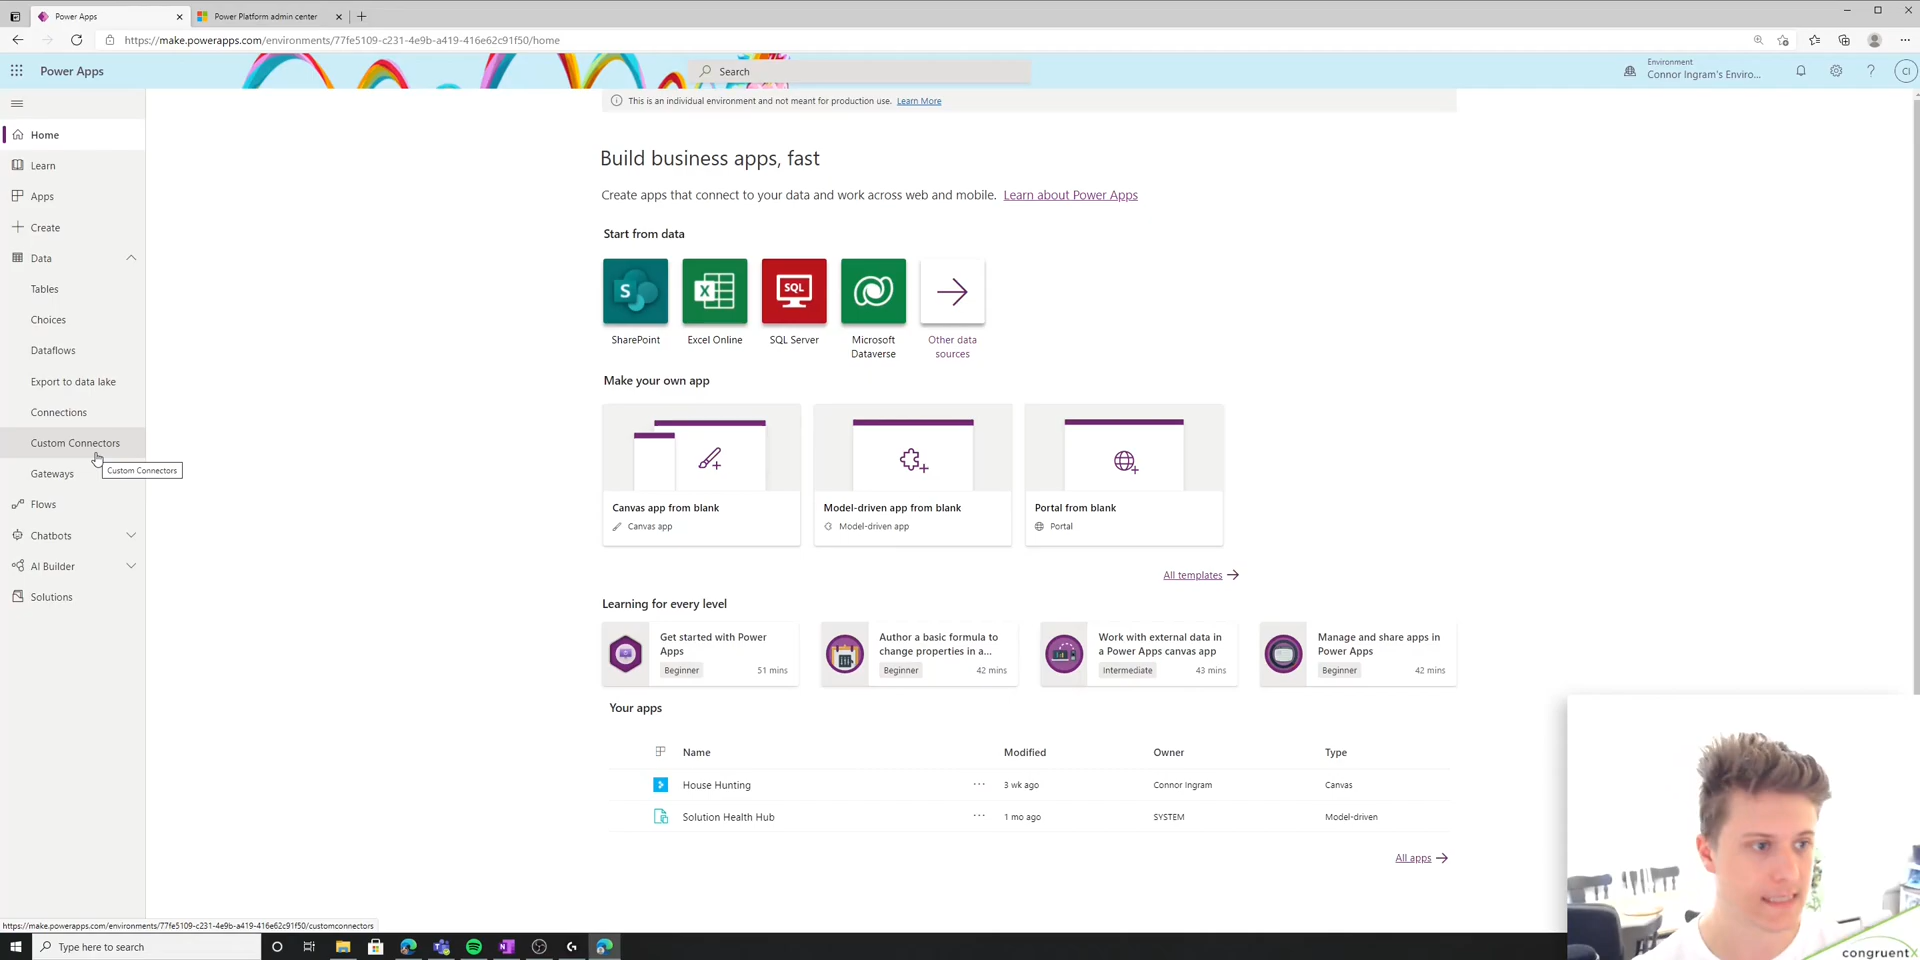 Power Apps
Power Platform admin center
https://make.powerapps.com/environments/77fe5109-c231-4e9b-a419-416e62c91f50/home
Power Apps
Search
Environment
Connor Ingram's Enviro...
CI
This is an individual environment and not meant for production use. Learn More
Home
Learn
Apps
Create
Data
Tables
Choices
Dataflows
Export to data lake
Connections
Custom Connectors
Custom Connectors
Gateways
Flows
Chatbots
AI Builder
Solutions
Build business apps, fast
Create apps that connect to your data and work across web and mobile. Learn about Power Apps
Start from data
S
X
SQL
SharePoint
Excel Online
SQL Server
Microsoft
Dataverse
Other data
sources
Make your own app
Canvas app from blank
Canvas app
Model-driven app from blank
Model-driven app
Portal from blank
Portal
All templates
Learning for every level
Get started with Power
Apps
Beginner
51 mins
Author a basic formula to
change properties in a...
Beginner
42 mins
Work with external data in
a Power Apps canvas app
Intermediate
43 mins
Manage and share apps in
Power Apps
Beginner
42 mins
Your apps
Name
Modified
Owner
Type
House Hunting
...
3 wk ago
Connor Ingram
Canvas
Solution Health Hub
...
1 mo ago
SYSTEM
Model-driven
All apps
https://make.powerapps.com/environments/77fe5109-c231-4e9b-a419-416e62c91f50/customconnectors
Type here to search
congruentX